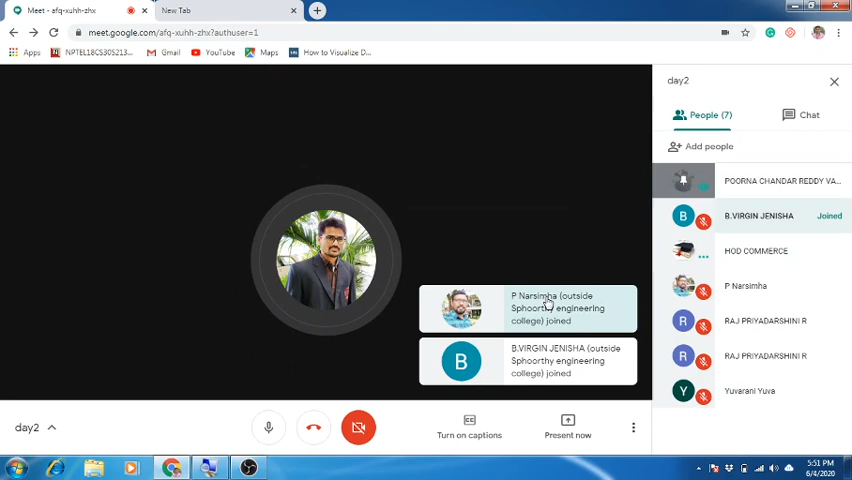 Meet - afq-xuhh-zhx
New Tab
meet.google.com/afq-xuhh-zhx?authuser=1
Apps
NPTEL18CS30S213...
Gmail
YouTube
Maps
How to Visualize D...
day2
People (7)
Chat
Add people
POORNA CHANDAR REDDY VA...
B
B.VIRGIN JENISHA
Joined
HOD COMMERCE
P Narsimha
R
RAJ PRIYADARSHINI R
R
RAJ PRIYADARSHINI R
Y
Yuvarani Yuva
P Narsimha (outside
Sphoorthy engineering
college) joined
B
B.VIRGIN JENISHA (outside
Sphoorthy engineering
college) joined
day2
CC
Turn on captions
Present now
5:51 PM
6/4/2020